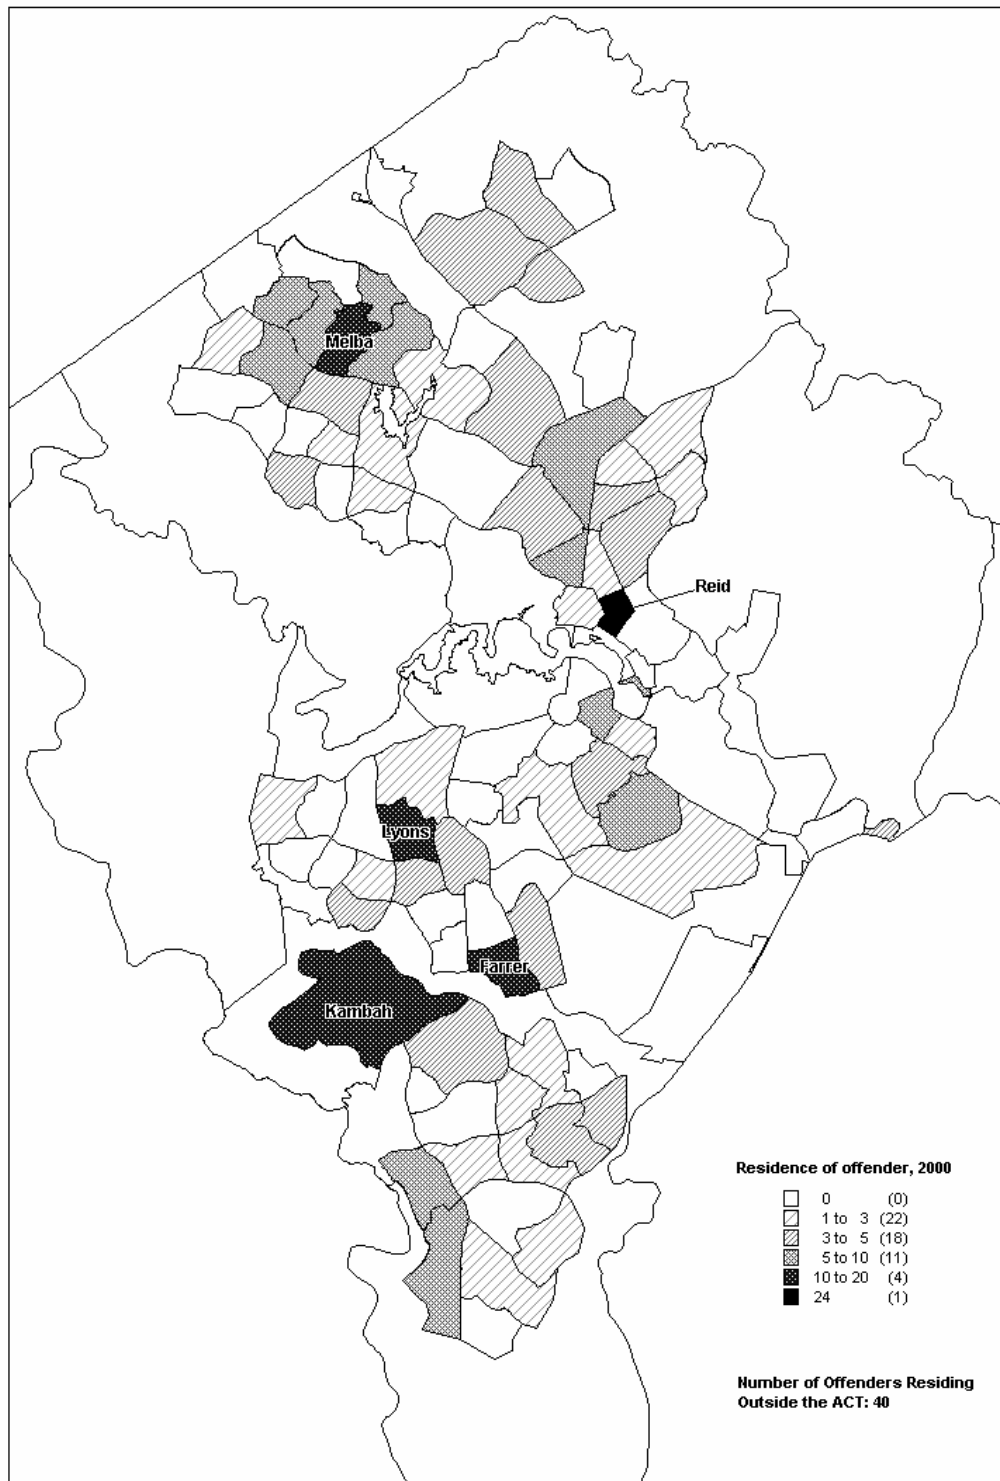 Melba
Reid
Lyons
Farrer
Kambah
Residence of offender, 2000
0 (0)
1 to 3 (22)
3 to 5 (18)
5 to 10 (11)
10 to 20 (4)
24 (1)
Number of Offenders Residing
Outside the ACT: 40